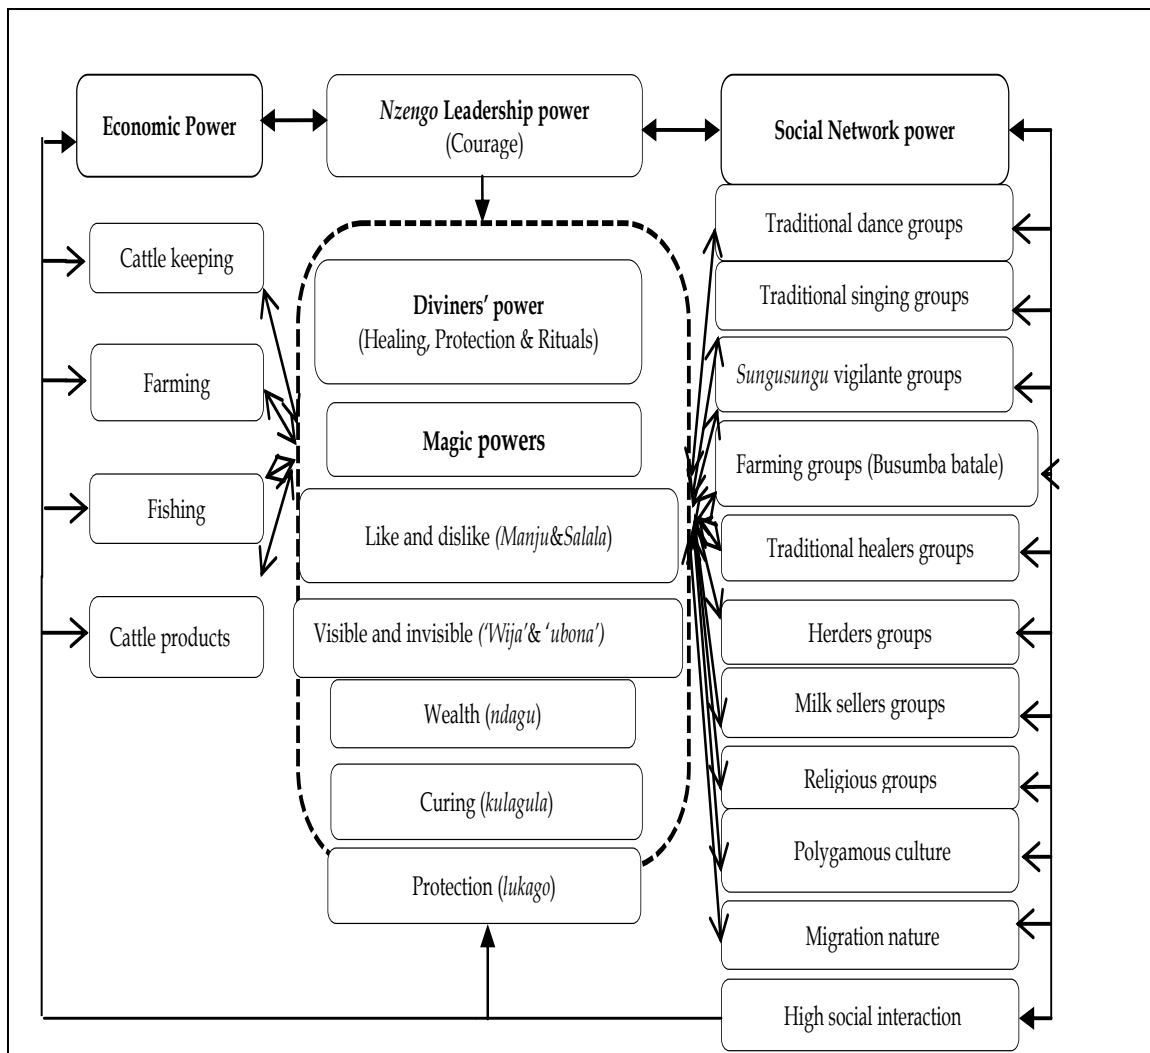 Economic Power
Nzengo Leadership power
(Courage)
Social Network power
Cattle keeping
Farming
Fishing
Cattle products
Diviners' power
(Healing, Protection & Rituals)
Magic powers
Like and dislike (Manju&Salala)
Visible and invisible ('Wija'& 'ubona')
Wealth (ndagu)
Curing (kulagula)
Protection (lukago)
Traditional dance groups
Traditional singing groups
Sungusungu vigilante groups
Farming groups (Busumba batale)
Traditional healers groups
Herders groups
Milk sellers groups
Religious groups
Polygamous culture
Migration nature
High social interaction